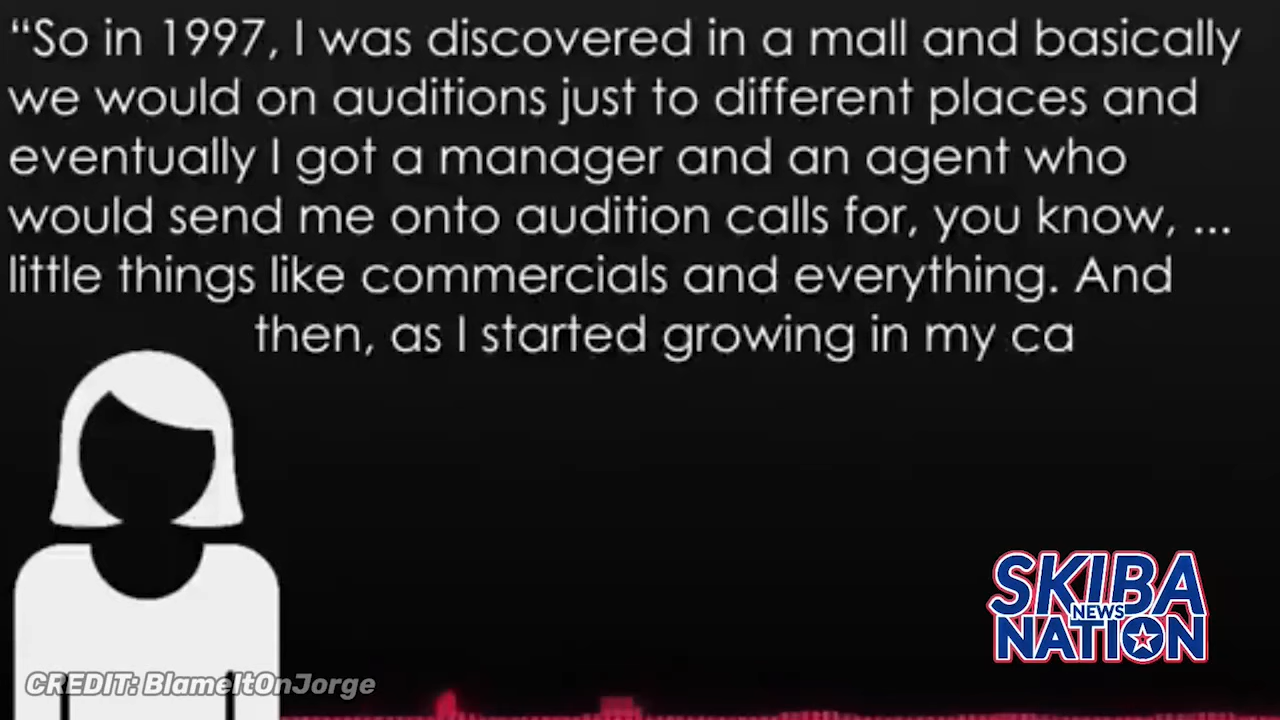 “So in 1997, I was discovered in a mall and basically
we would on auditions just to different places and
eventually I got a manager and an agent who
would send me onto audition calls for, you know, ...
little things like commercials and everything. And
then, as I started growing in my ca
SKIBA
NEWS
NATION
CREDIT: BlameItOnJorge